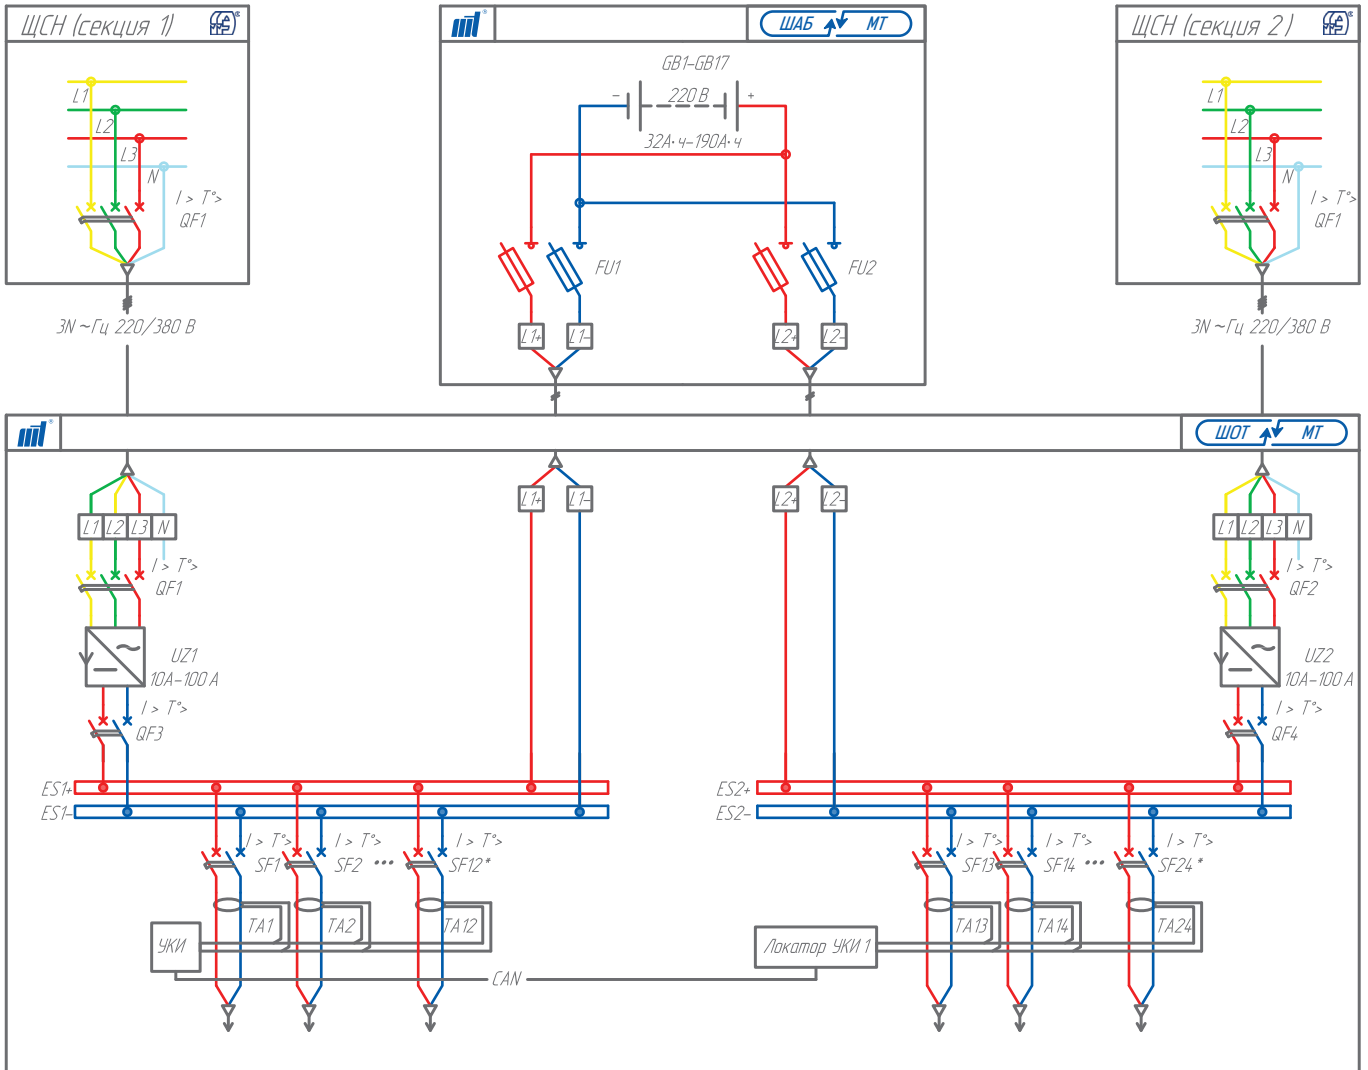 ЩСН (секция 1)
ШАБ МТ
ЩСН (секция 2)
GB1-GB17
- 220 В +
32А·ч-190А·ч
L1
L2
L3
N
I > T°>
QF1
FU1
FU2
L1+ L1- L2+ L2-
L1
L2
L3
N
I > T°>
QF1
3N ~Гц 220/380 В
3N ~Гц 220/380 В
ШОТ МТ
L1 L2 L3 N
L1+ L1- L2+ L2-
L1 L2 L3 N
I > T°>
QF1
I > T°>
QF2
UZ1
10А-100 А
UZ2
10А-100 А
I > T°>
QF3
I > T°>
QF4
ES1+
ES1-
ES2+
ES2-
I > T°> I > T°> I > T°>
SF1 SF2 ••• SF12*
I > T°> I > T°> I > T°>
SF13 SF14 ••• SF24*
TA1 TA2 TA12
TA13 TA14 TA24
УКИ
Локатор УКИ 1
CAN